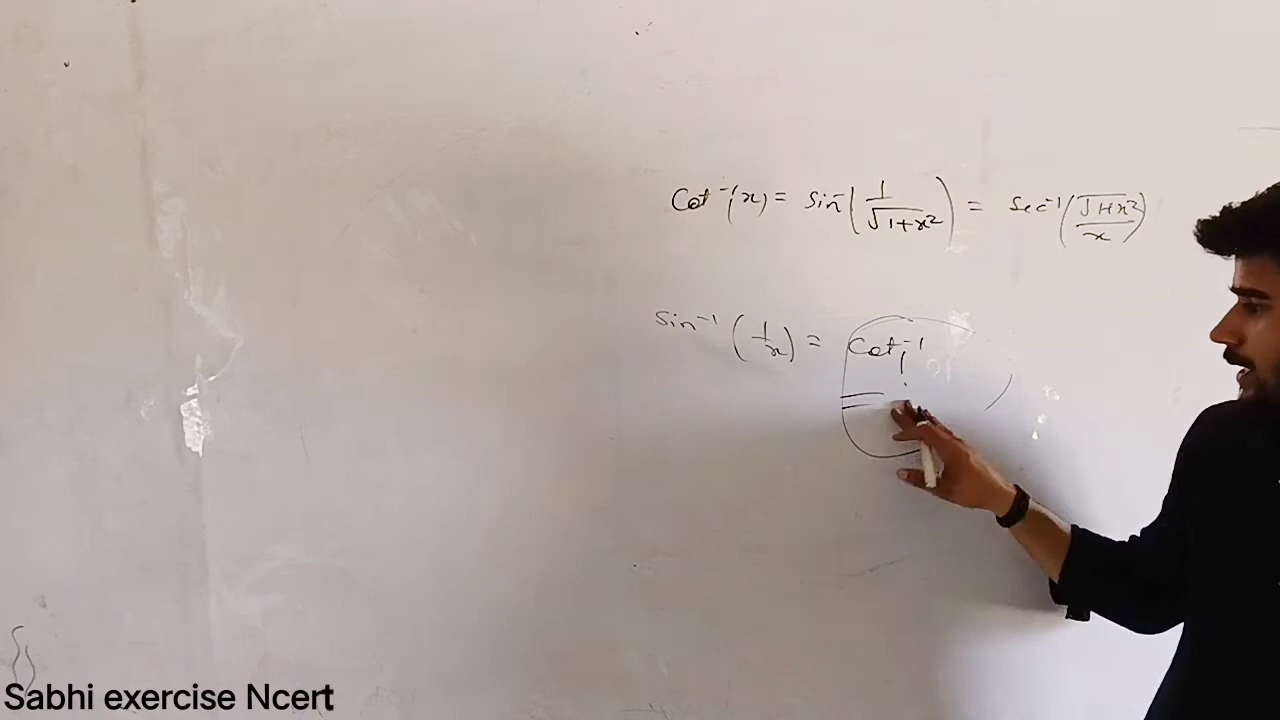 Cot⁻¹(x) = Sin⁻¹(1/√1+x²) = Sec⁻¹(√1+x²/x)
Sin⁻¹(1/x) = Cot⁻¹
Sabhi exercise Ncert